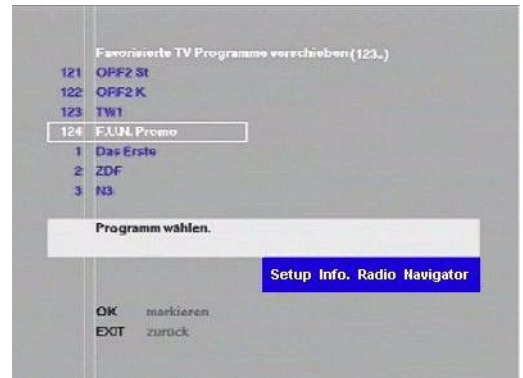 Favorisierte TV Programme verschieben (123..)
121 ORF2 St
122 ORF2 K
123 TW1
124 F.U.N. Promo
1 Das Erste
2 ZDF
3 N3
Programm wählen.
Setup Info. Radio Navigator
OK markieren
EXIT zurück